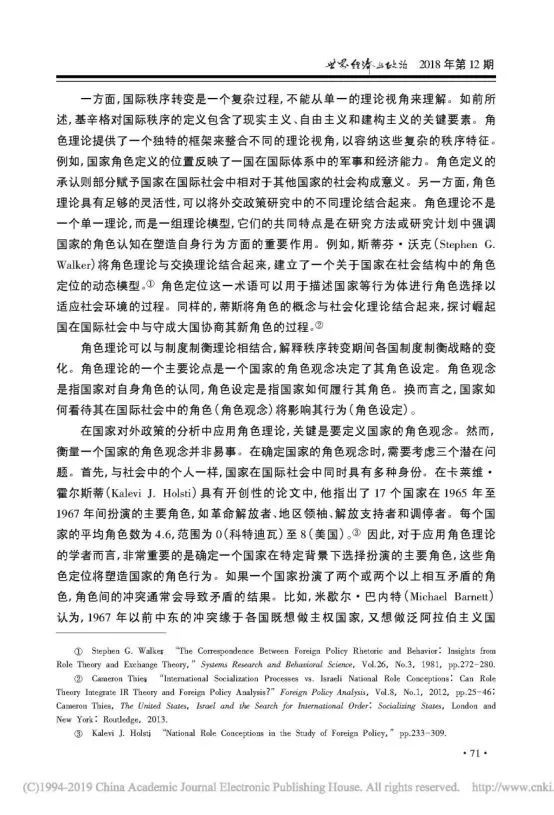 世界经济与政治 2018 年第 12 期
一方面,国际秩序转变是一个复杂过程,不能从单一的理论视角来理解。如前所
述,基辛格对国际秩序的定义包含了现实主义、自由主义和建构主义的关键要素。角
色理论提供了一个独特的框架来整合不同的理论视角,以容纳这些复杂的秩序特征。
例如,国家角色定义的位置反映了一国在国际体系中的军事和经济能力。角色定义的
承认则部分赋予国家在国际社会中相对于其他国家的社会构成意义。另一方面,角色
理论具有足够的灵活性,可以将外交政策研究中的不同理论结合起来。角色理论不是
一个单一理论,而是一组理论模型,它们的共同特点是在研究方法或研究计划中强调
国家的角色认知在塑造自身行为方面的重要作用。例如,斯蒂芬·沃克(Stephen G.
Walker)将角色理论与交换理论结合起来,建立了一个关于国家在社会结构中的角色
定位的动态模型。① 角色定位这一术语可以用于描述国家等行为体进行角色选择以
适应社会环境的过程。同样的,蒂斯将角色的概念与社会化理论结合起来,探讨崛起
国在国际社会中与守成大国协商其新角色的过程。②
角色理论可以与制度制衡理论相结合,解释秩序转变期间各国制度制衡战略的变
化。角色理论的一个主要论点是一个国家的角色观念决定了其角色设定。角色观念
是指国家对自身角色的认同,角色设定是指国家如何履行其角色。换而言之,国家如
何看待其在国际社会中的角色(角色观念)将影响其行为(角色设定)。
在国家对外政策的分析中应用角色理论,关键是要定义国家的角色观念。然而,
衡量一个国家的角色观念并非易事。在确定国家的角色观念时,需要考虑三个潜在问
题。首先,与社会中的个人一样,国家在国际社会中同时具有多种身份。在卡莱维·
霍尔斯蒂(Kalevi J. Holsti)具有开创性的论文中,他指出了 17 个国家在 1965 年至
1967 年间扮演的主要角色,如革命解放者、地区领袖、解放支持者和调停者。每个国
家的平均角色数为 4.6,范围为 0(科特迪瓦)至 8(美国)。③ 因此,对于应用角色理论
的学者而言,非常重要的是确定一个国家在特定背景下选择扮演的主要角色,这些角
色定位将塑造国家的角色行为。如果一个国家扮演了两个或两个以上相互矛盾的角
色,角色间的冲突通常会导致矛盾的结果。比如,米歇尔·巴内特(Michael Barnett)
认为,1967 年以前中东的冲突缘于各国既想做主权国家,又想做泛阿拉伯主义国
① Stephen G. Walker, “The Correspondence Between Foreign Policy Rhetoric and Behavior: Insights from
Role Theory and Exchange Theory,” Systems Research and Behavioral Science, Vol.26, No.3, 1981, pp.272-280.
② Cameron Thies, “International Socialization Processes vs. Israeli National Role Conceptions: Can Role
Theory Integrate IR Theory and Foreign Policy Analysis?” Foreign Policy Analysis, Vol.8, No.1, 2012, pp.25-46;
Cameron Thies, The United States, Israel and the Search for International Order: Socializing States, London and
New York: Routledge, 2013.
③ Kalevi J. Holsti, “National Role Conceptions in the Study of Foreign Policy,” pp.233-309.
·71·
(C)1994-2019 China Academic Journal Electronic Publishing House. All rights reserved. http://www.cnki.